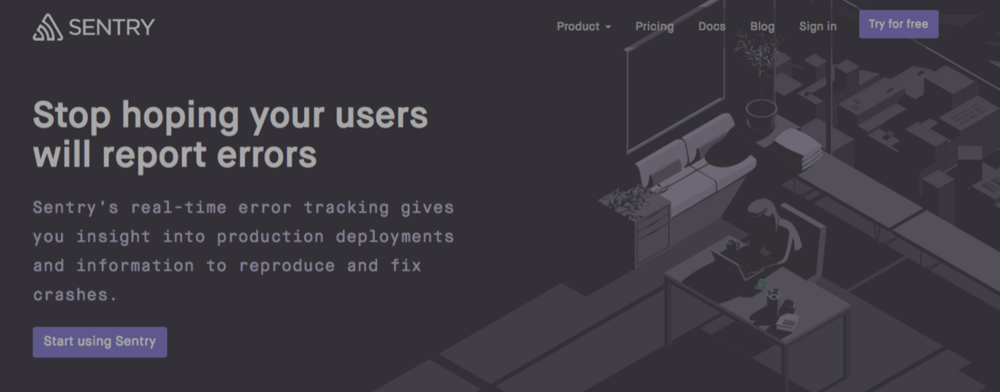 SENTRY
Product
Pricing
Docs
Blog
Sign in
Try for free
Stop hoping your users
will report errors
Sentry's real-time error tracking gives
you insight into production deployments
and information to reproduce and fix
crashes.
Start using Sentry